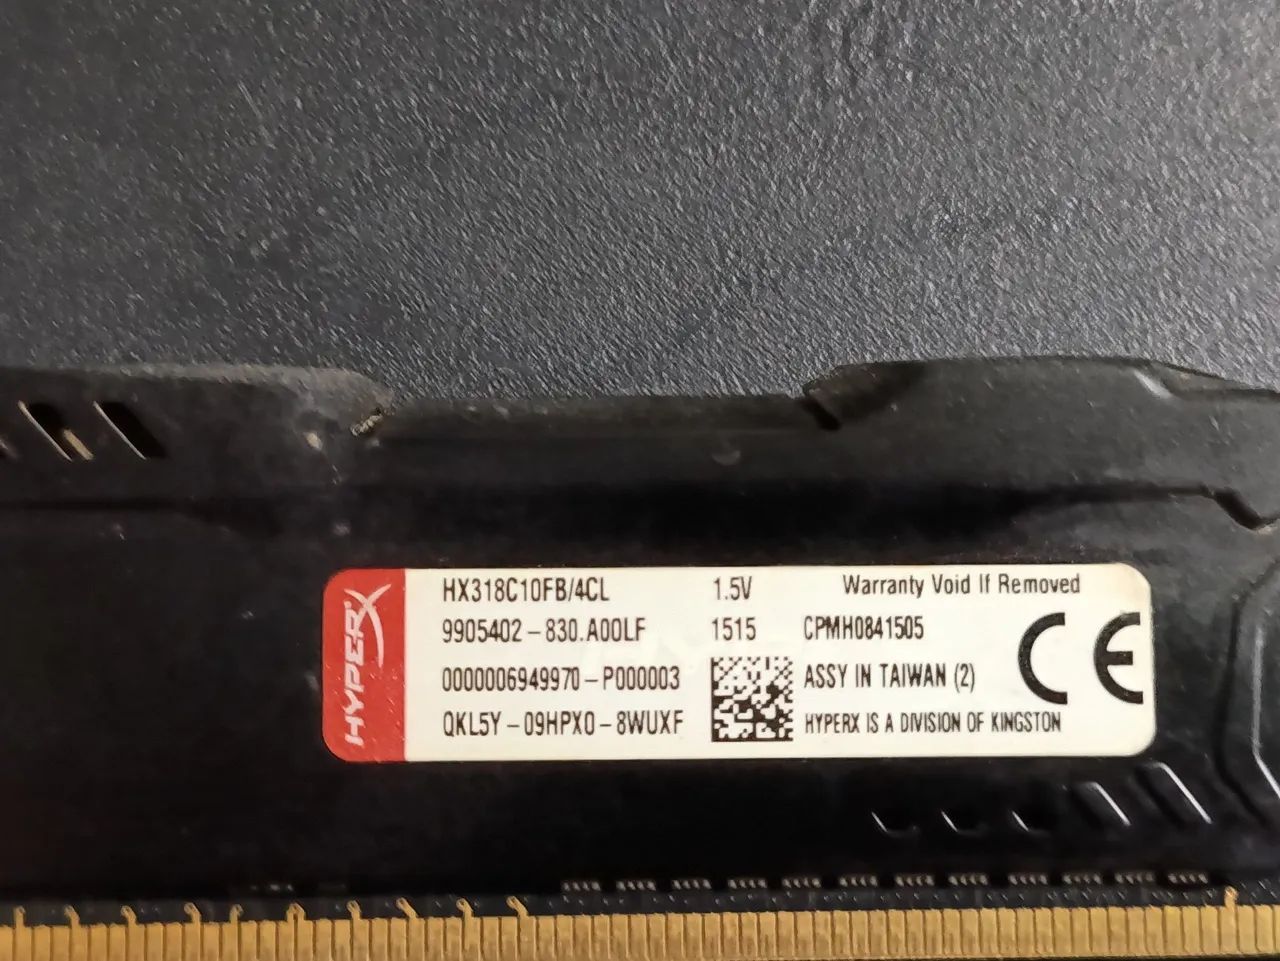 HYPERX
HX318C10FB/4CL 1.5V Warranty Void If Removed
9905402-830.A00LF 1515 CPMH0841505
0000006949970-P000003 ASSY IN TAIWAN (2)
QKL5Y-09HPX0-8WUXF HYPERX IS A DIVISION OF KINGSTON
CE